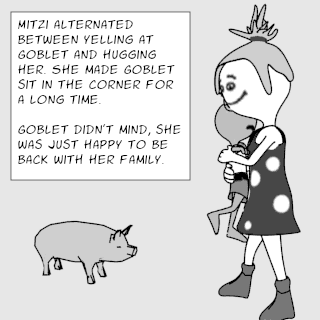 MITZI ALTERNATED
BETWEEN YELLING AT
GOBLET AND HUGGING
HER. SHE MADE GOBLET
SIT IN THE CORNER FOR
A LONG TIME.
GOBLET DIDN'T MIND, SHE
WAS JUST HAPPY TO BE
BACK WITH HER FAMILY.